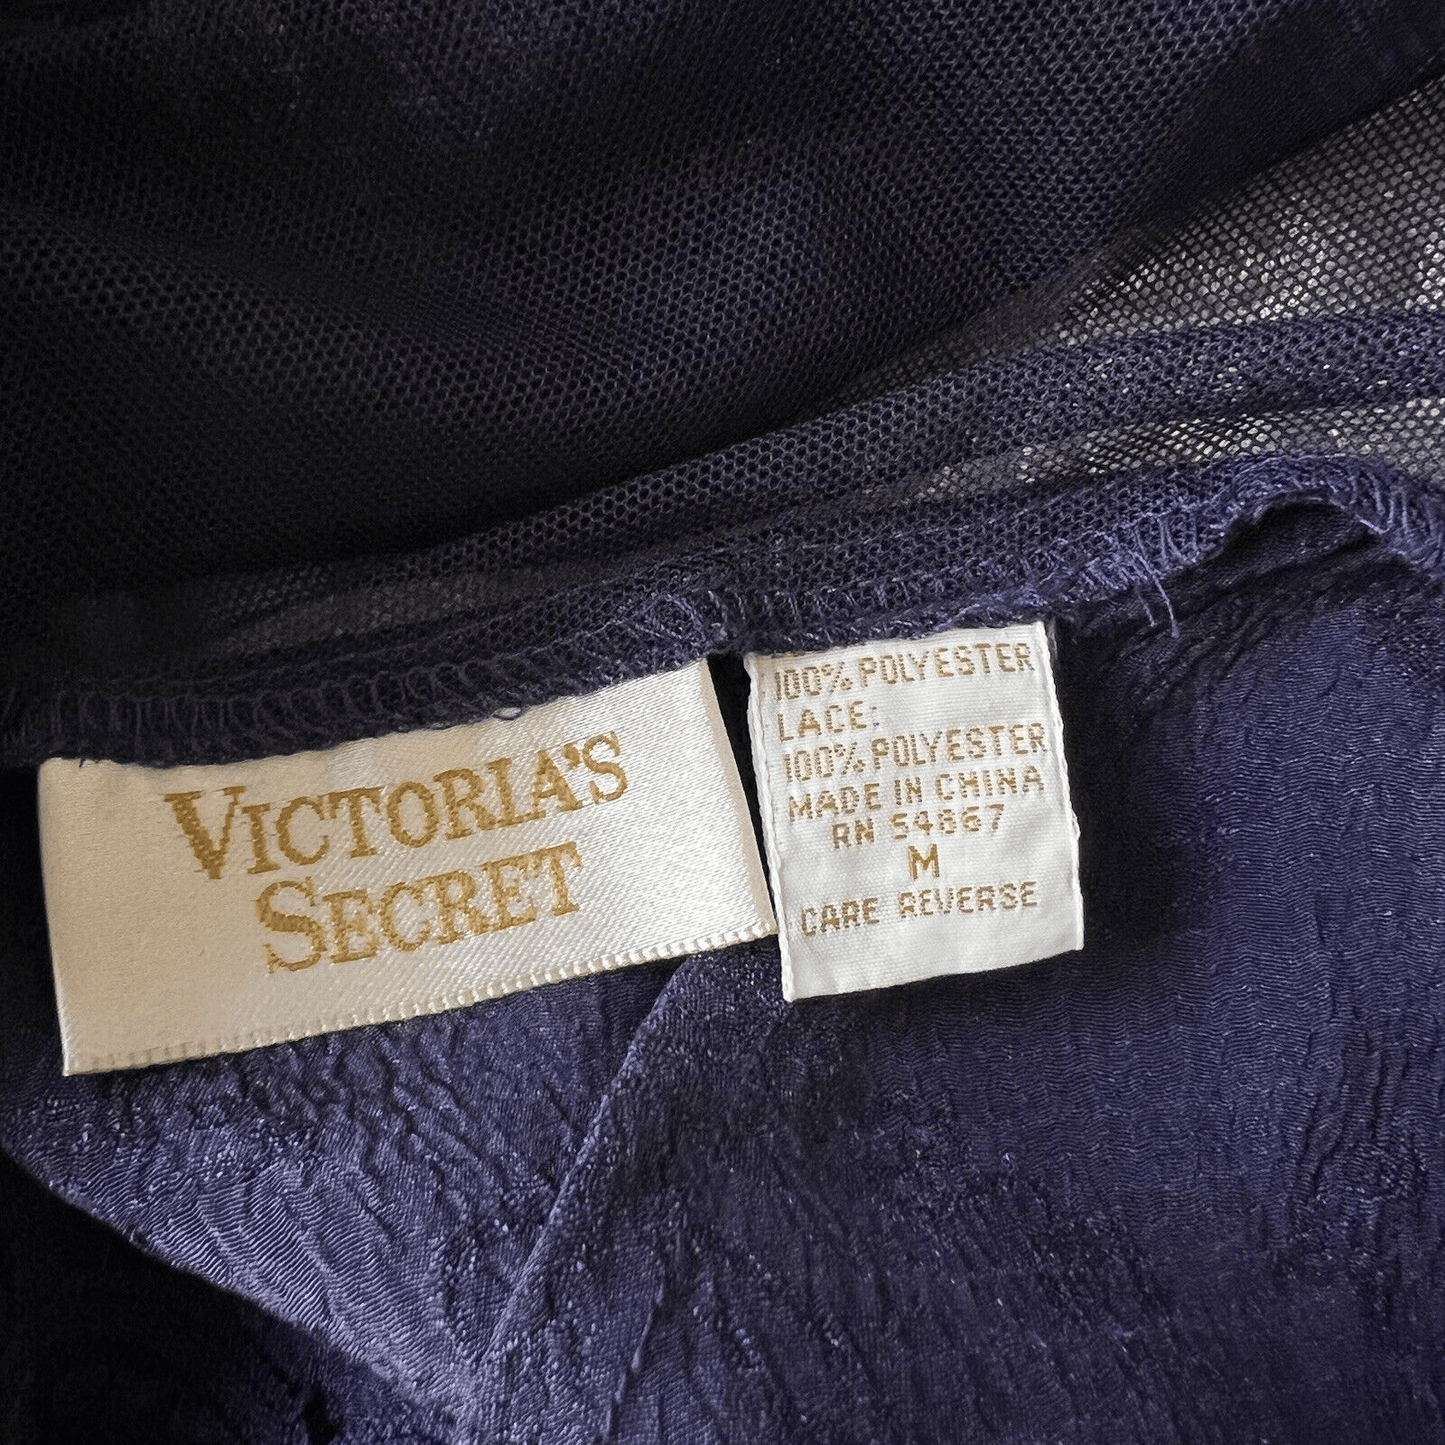 VICTORIA'S
SECRET
100% POLYESTER
LACE:
100% POLYESTER
MADE IN CHINA
RN 54867
M
CARE REVERSE